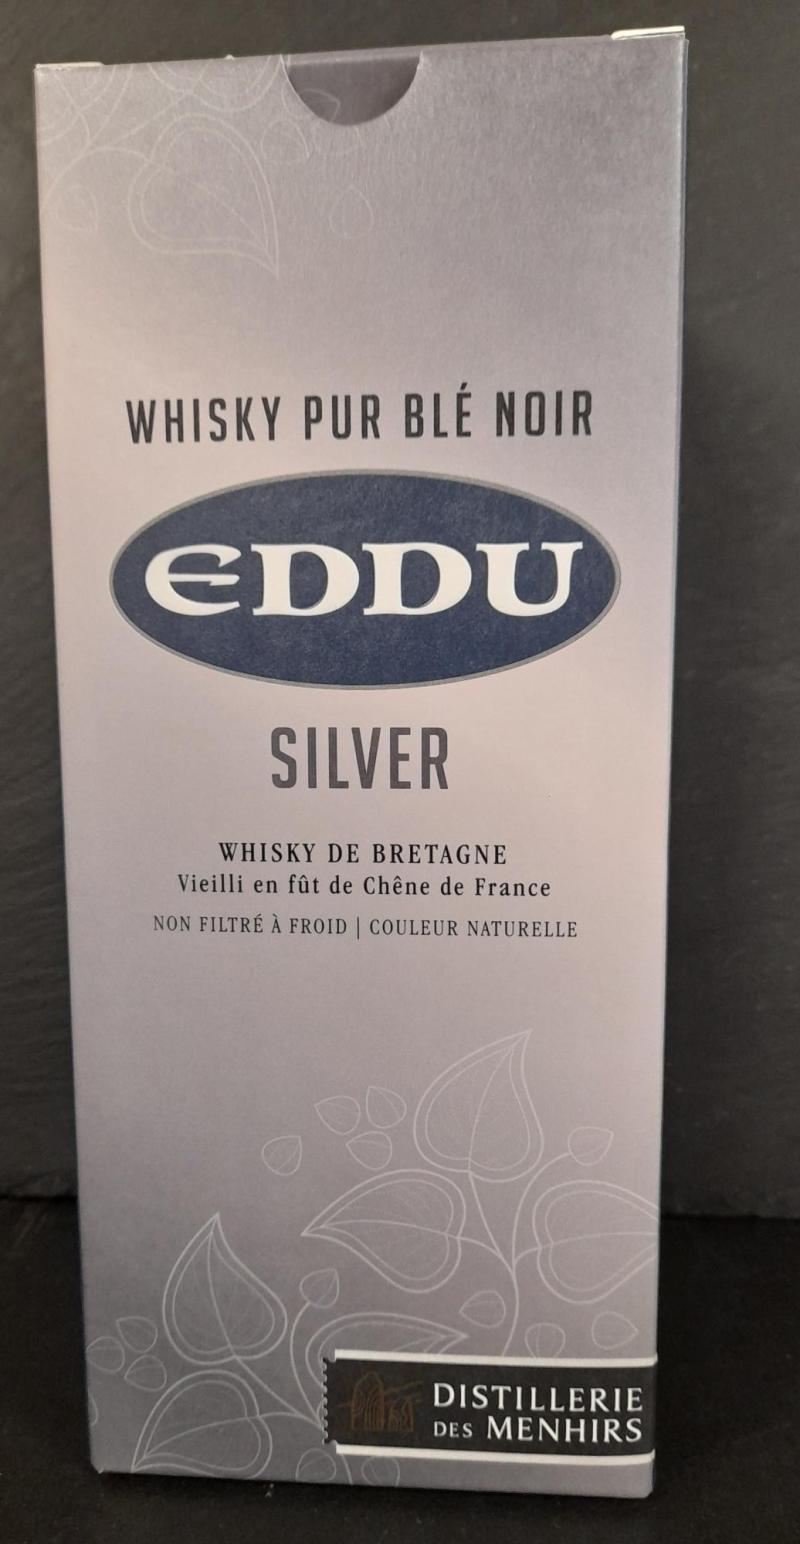 WHISKY PUR BLÉ NOIR
EDDU
SILVER
WHISKY DE BRETAGNE
Vieilli en fût de Chêne de France
NON FILTRÉ À FROID | COULEUR NATURELLE
DISTILLERIE
DES MENHIRS